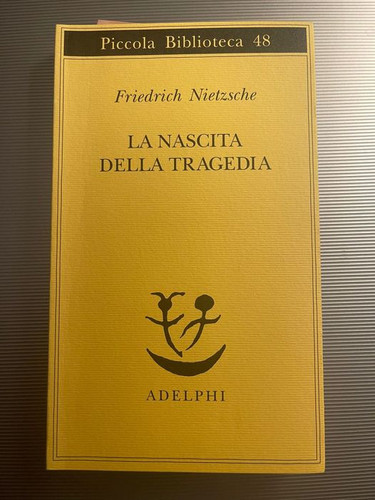 Piccola Biblioteca 48
Friedrich Nietzsche
LA NASCITA
DELLA TRAGEDIA
ADELPHI